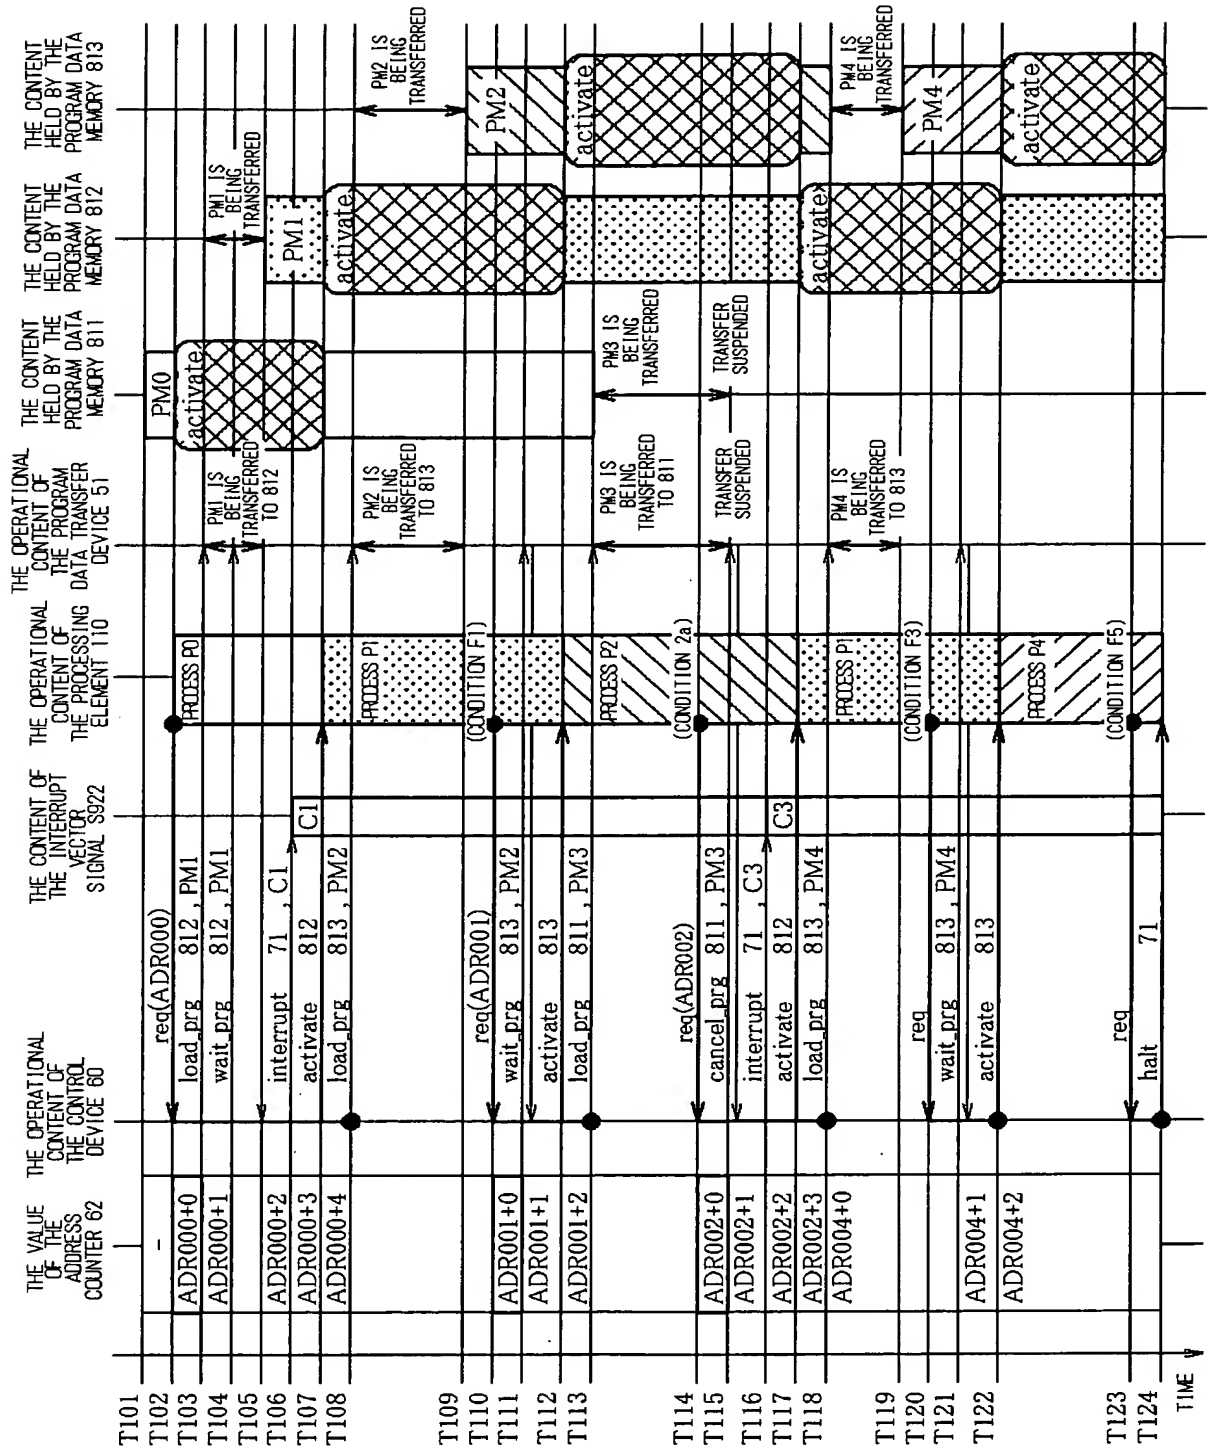 THE VALUE
OF THE
ADDRESS
COUNTER 62
THE OPERATIONAL
CONTENT OF
THE CONTROL
DEVICE 60
THE CONTENT OF
THE INTERRUPT
VECTOR
SIGNAL S922
THE OPERATIONAL
CONTENT OF
THE PROCESSING
ELEMENT 110
THE OPERATIONAL
CONTENT OF
THE PROGRAM
DATA TRANSFER
DEVICE 51
THE CONTENT
HELD BY THE
PROGRAM DATA
MEMORY 811
THE CONTENT
HELD BY THE
PROGRAM DATA
MEMORY 812
THE CONTENT
HELD BY THE
PROGRAM DATA
MEMORY 813
T101
T102
T103
T104
T105
T106
T107
T108
T109
T110
T111
T112
T113
T114
T115
T116
T117
T118
T119
T120
T121
T122
T123
T124
TIME
-
ADR000+0
ADR000+1
ADR000+2
ADR000+3
ADR000+4
ADR001+0
ADR001+1
ADR001+2
ADR002+0
ADR002+1
ADR002+2
ADR002+3
ADR004+0
ADR004+1
ADR004+2
req(ADR000)
load_prg 812 , PM1
wait_prg 812 , PM1
interrupt 71 , C1
activate 812
load_prg 813 , PM2
req(ADR001)
wait_prg 813 , PM2
activate 813
load_prg 811 , PM3
req(ADR002)
cancel_prg 811 , PM3
interrupt 71 , C3
activate 812
load_prg 813 , PM4
req
wait_prg 813 , PM4
activate 813
req
halt 71
C1
C3
PROCESS P0
PROCESS P1
(CONDITION F1)
PROCESS P2
(CONDITION 2a)
PROCESS P1
(CONDITION F3)
PROCESS P4
(CONDITION F5)
PM1 IS
BEING
TRANSFERRED
TO 812
PM2 IS
BEING
TRANSFERRED
TO 813
PM3 IS
BEING
TRANSFERRED
TO 811
TRANSFER
SUSPENDED
PM4 IS
BEING
TRANSFERRED
TO 813
PM0
activate
PM3 IS
BEING
TRANSFERRED
TRANSFER
SUSPENDED
PM1 IS
BEING
TRANSFERRED
PM1
activate
activate
PM2 IS
BEING
TRANSFERRED
PM2
activate
PM4 IS
BEING
TRANSFERRED
PM4
activate